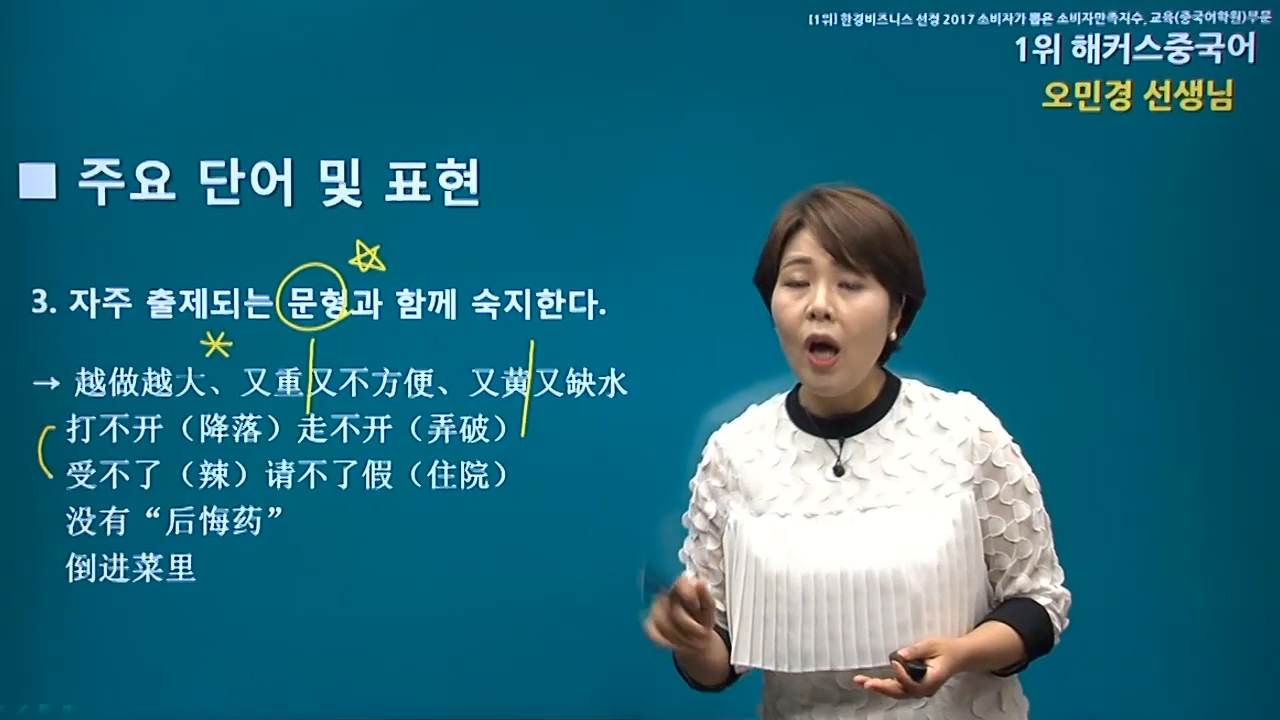 [1위] 한경비즈니스 선정 2017 소비자가 뽑은 소비자만족지수, 교육(중국어학원)부문
1위 해커스중국어
오민경 선생님
■ 주요 단어 및 표현
3. 자주 출제되는 문형과 함께 숙지한다.
→ 越做越大、又重又不方便、又黄又缺水
打不开（降落）走不开（弄破）
受不了（辣）请不了假（住院）
没有“后悔药”
倒进菜里